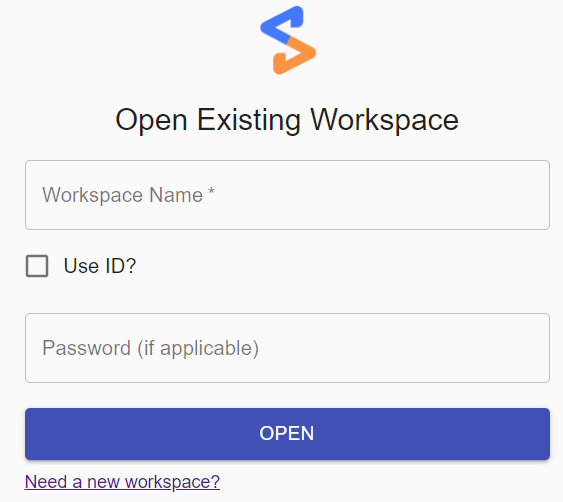 Open Existing Workspace
Workspace Name *
Use ID?
Password (if applicable)
OPEN
Need a new workspace?